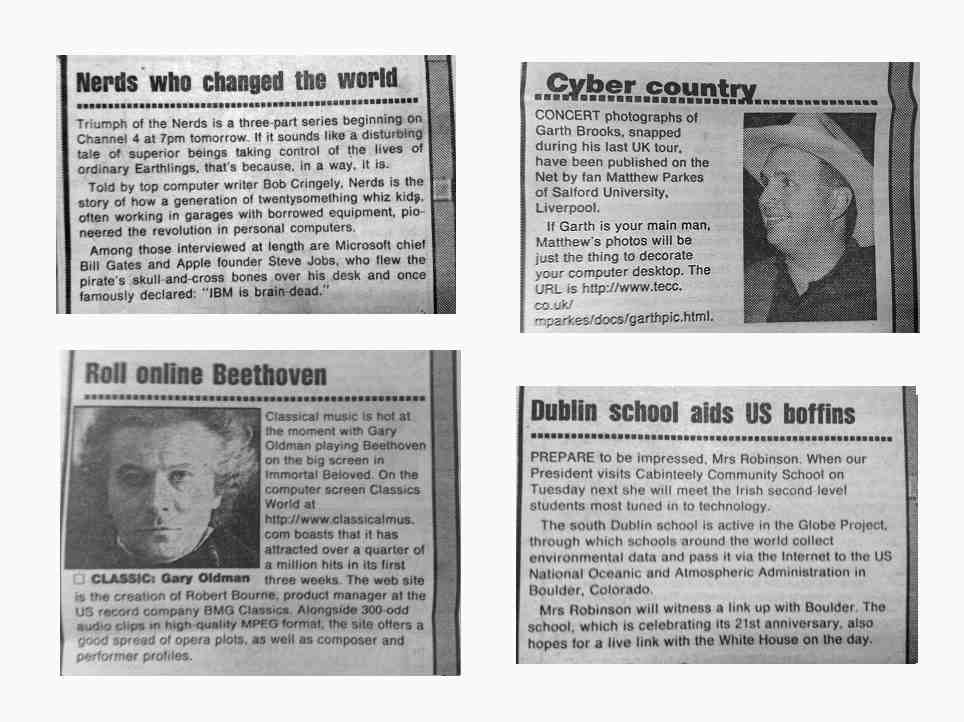 Nerds who changed the world
Triumph of the Nerds is a three-part series beginning on
Channel 4 at 7pm tomorrow. If it sounds like a disturbing
tale of superior beings taking control of the lives of
ordinary Earthlings, that's because, in a way, it is.
Told by top computer writer Bob Cringely, Nerds is the
story of how a generation of twentysomething whiz kids,
often working in garages with borrowed equipment, pio-
neered the revolution in personal computers.
Among those interviewed at length are Microsoft chief
Bill Gates and Apple founder Steve Jobs, who flew the
pirate's skull-and-cross bones over his desk and once
famously declared: "IBM is brain-dead."
Cyber country
CONCERT photographs of
Garth Brooks, snapped
during his last UK tour,
have been published on the
Net by fan Matthew Parkes
of Salford University,
Liverpool.
If Garth is your main man,
Matthew's photos will be
just the thing to decorate
your computer desktop. The
URL is http://www.tecc.
co.uk/
mparkes/docs/garthpic.html.
Roll online Beethoven
Classical music is hot at
the moment with Gary
Oldman playing Beethoven
on the big screen in
Immortal Beloved. On the
computer screen Classics
World at
http://www.classicalmus.
com boasts that it has
attracted over a quarter of
a million hits in its first
CLASSIC: Gary Oldman
three weeks. The web site
is the creation of Robert Bourne, product manager at the
US record company BMG Classics. Alongside 300-odd
audio clips in high-quality MPEG format, the site offers a
good spread of opera plots, as well as composer and
performer profiles.
Dublin school aids US boffins
PREPARE to be impressed, Mrs Robinson. When our
President visits Cabinteely Community School on
Tuesday next she will meet the Irish second-level
students most tuned in to technology.
The south Dublin school is active in the Globe Project,
through which schools around the world collect
environmental data and pass it via the Internet to the US
National Oceanic and Atmospheric Administration in
Boulder, Colorado.
Mrs Robinson will witness a link up with Boulder. The
school, which is celebrating its 21st anniversary, also
hopes for a live link with the White House on the day.